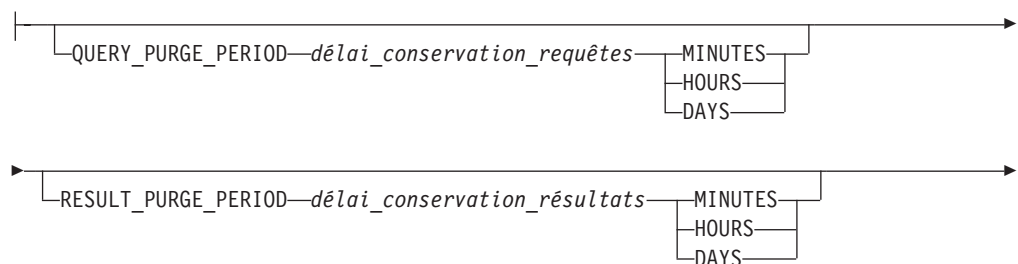 QUERY_PURGE_PERIOD délai_conservation_requêtes MINUTES
HOURS
DAYS
RESULT_PURGE_PERIOD délai_conservation_résultats MINUTES
HOURS
DAYS